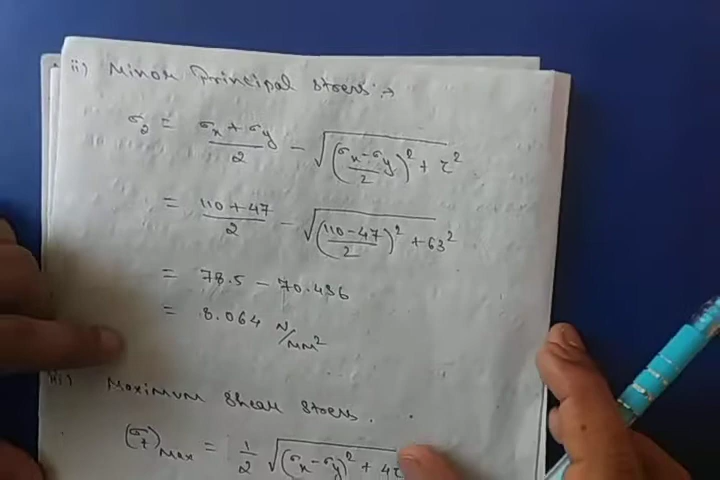 ii) Minor Principal stress :→
σ₂ = (σx + σy)/2 − √(((σx − σy)/2)² + τ²)
= (110 + 47)/2 − √(((110 − 47)/2)² + 63²)
= 78.5 − 70.436
= 8.064 N/mm²
iii) Maximum Shear stress.
(σt)max = 1/2 √((σx − σy)² + 4τ